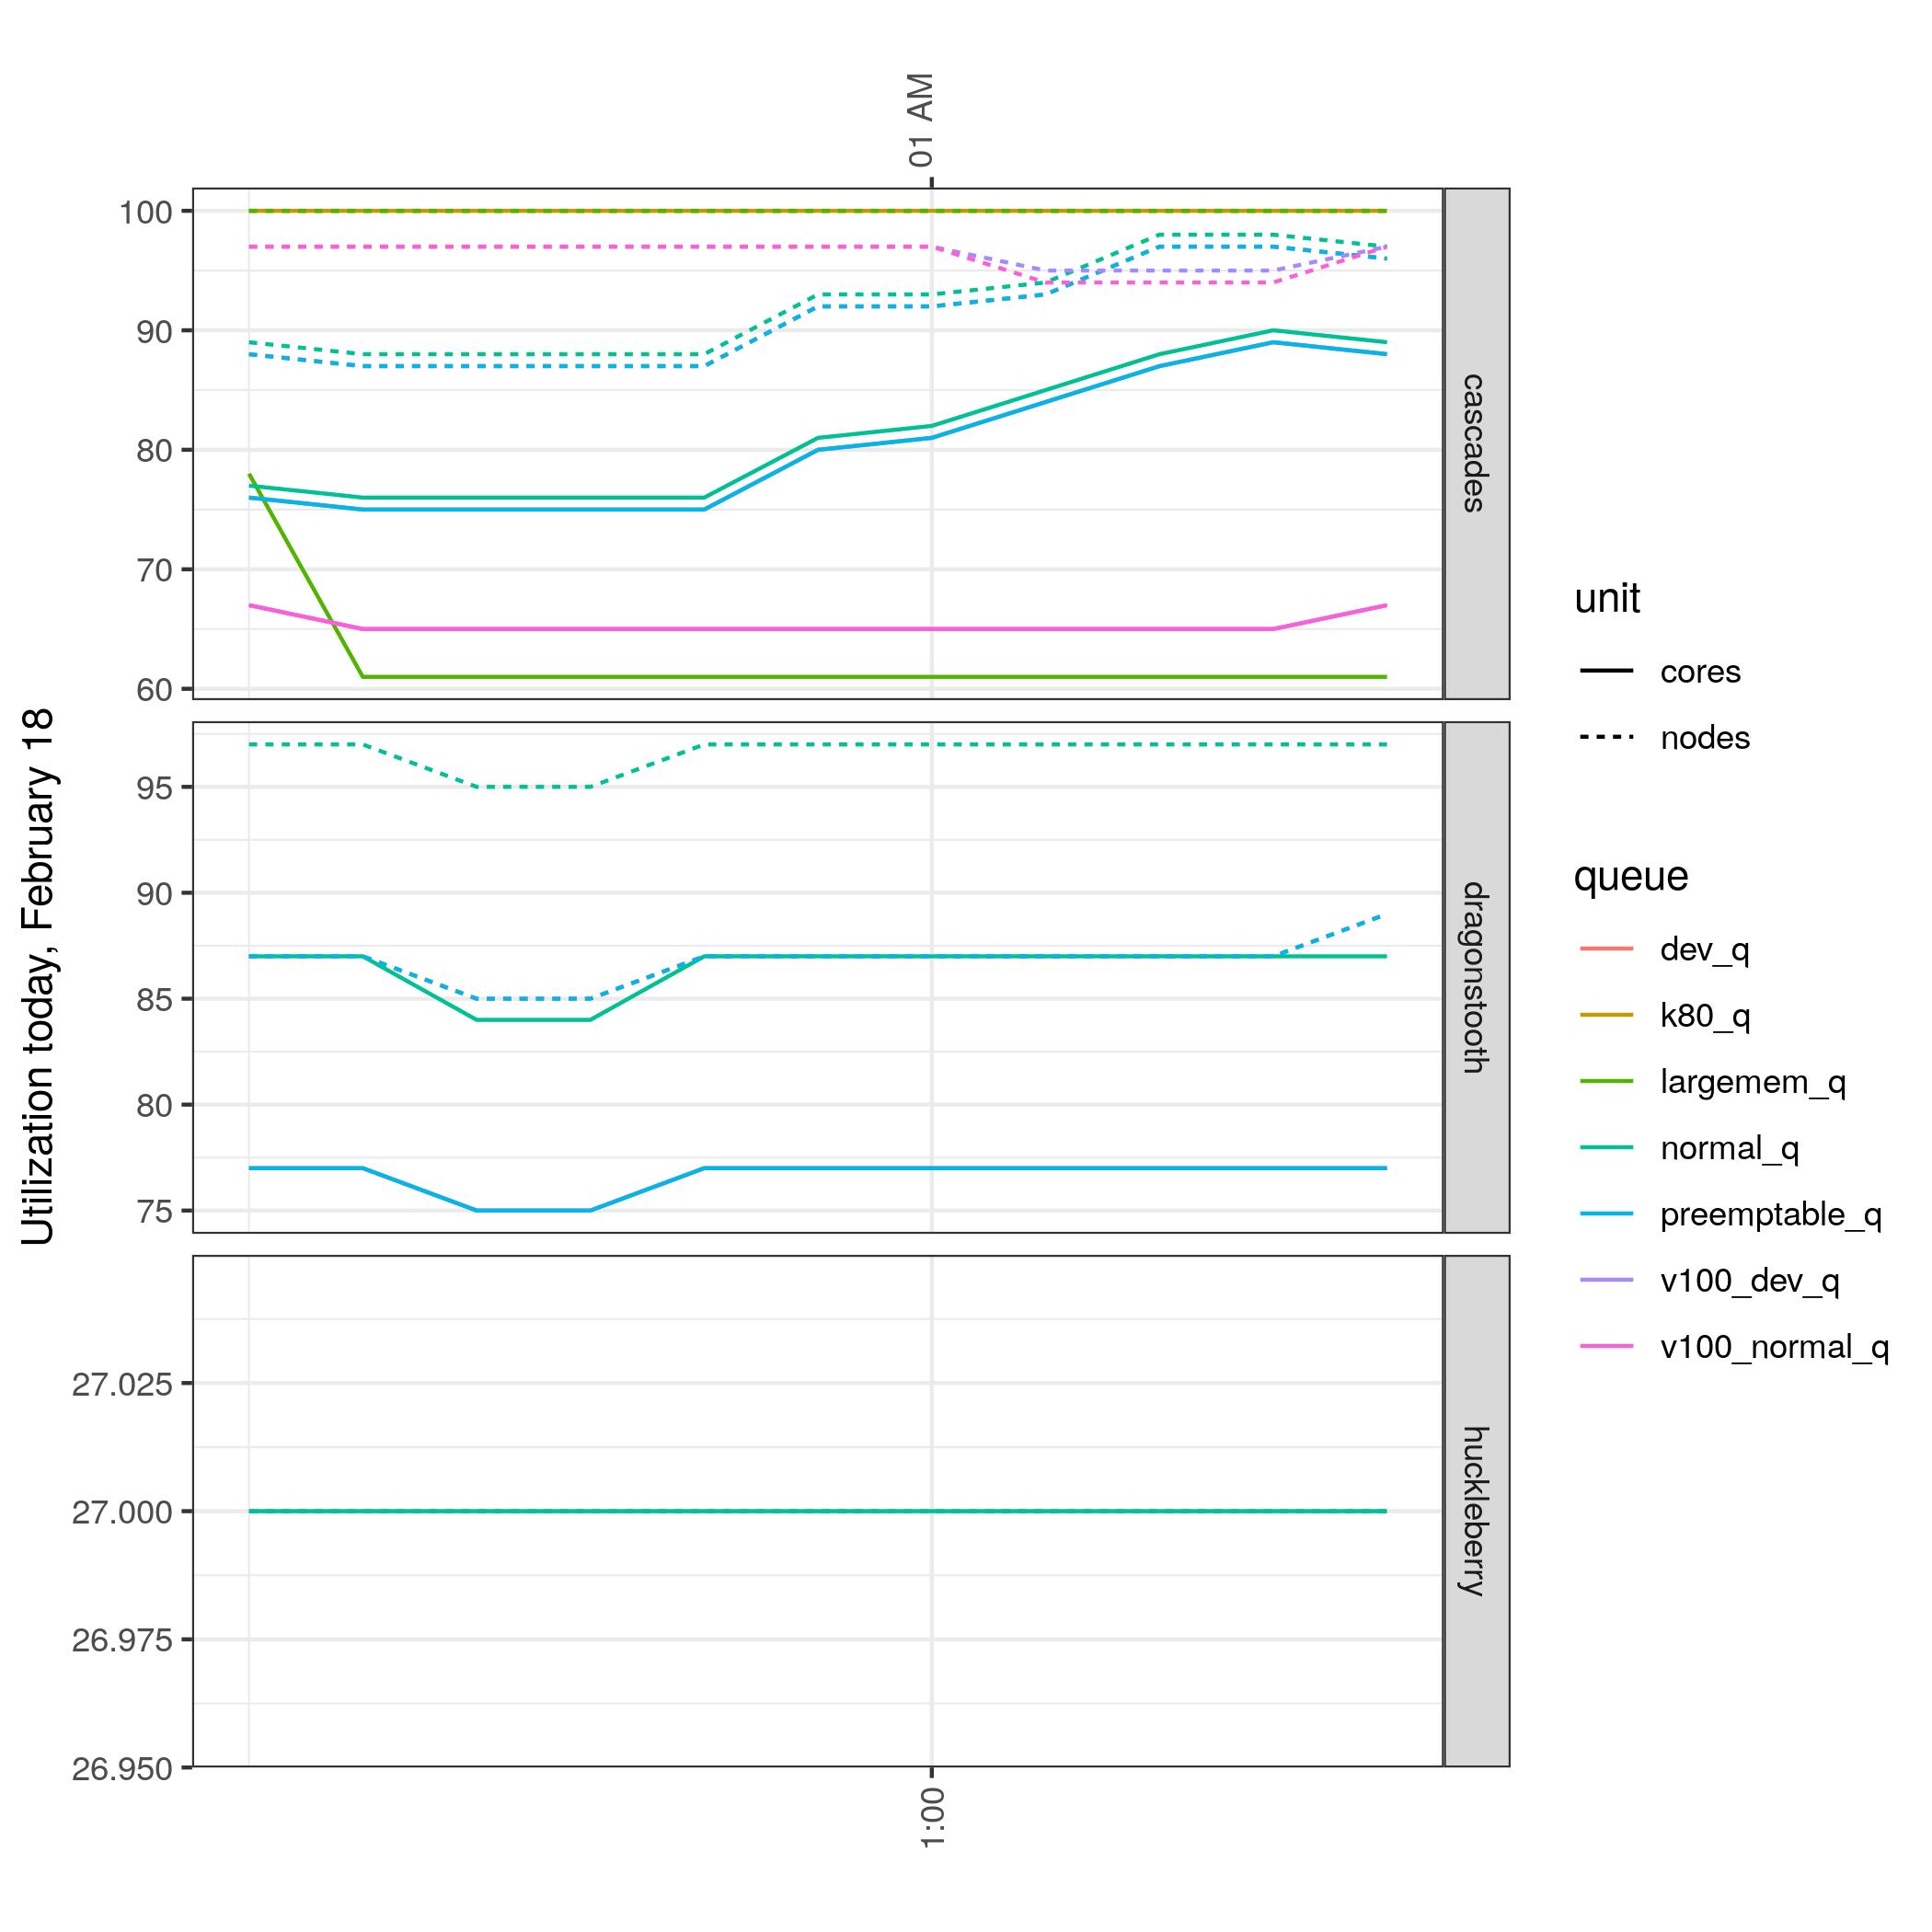 01 AM
Utilization today, February 18
100
90
80
70
60
cascades
95
90
85
80
75
dragonstooth
27.025
27.000
26.975
26.950
huckleberry
1:00
unit
cores
nodes
queue
dev_q
k80_q
largemem_q
normal_q
preemptable_q
v100_dev_q
v100_normal_q